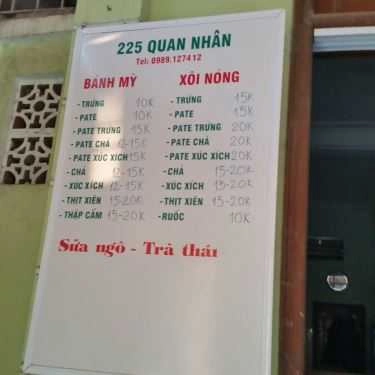 225 QUAN NHÂN
Tel: 0989.127412
BÁNH MỲ
- TRỨNG 10K
- PATE 10K
- PATE TRỨNG 15K
- PATE CHẢ 12-15K
- PATE XÚC XÍCH 15K
- CHẢ 12-15K
- XÚC XÍCH 12-15K
- THỊT XIÊN 15-20K
- THẬP CẨM 15-20K
XÔI NÓNG
- TRỨNG 15K
- PATE 15K
- PATE TRỨNG 20K
- PATE CHẢ 20K
- PATE XÚC XÍCH 20K
- CHẢ 15-20K
- XÚC XÍCH 15-20K
- THỊT XIÊN 15-20K
- RUỐC 10K
Sữa ngô - Trà thái